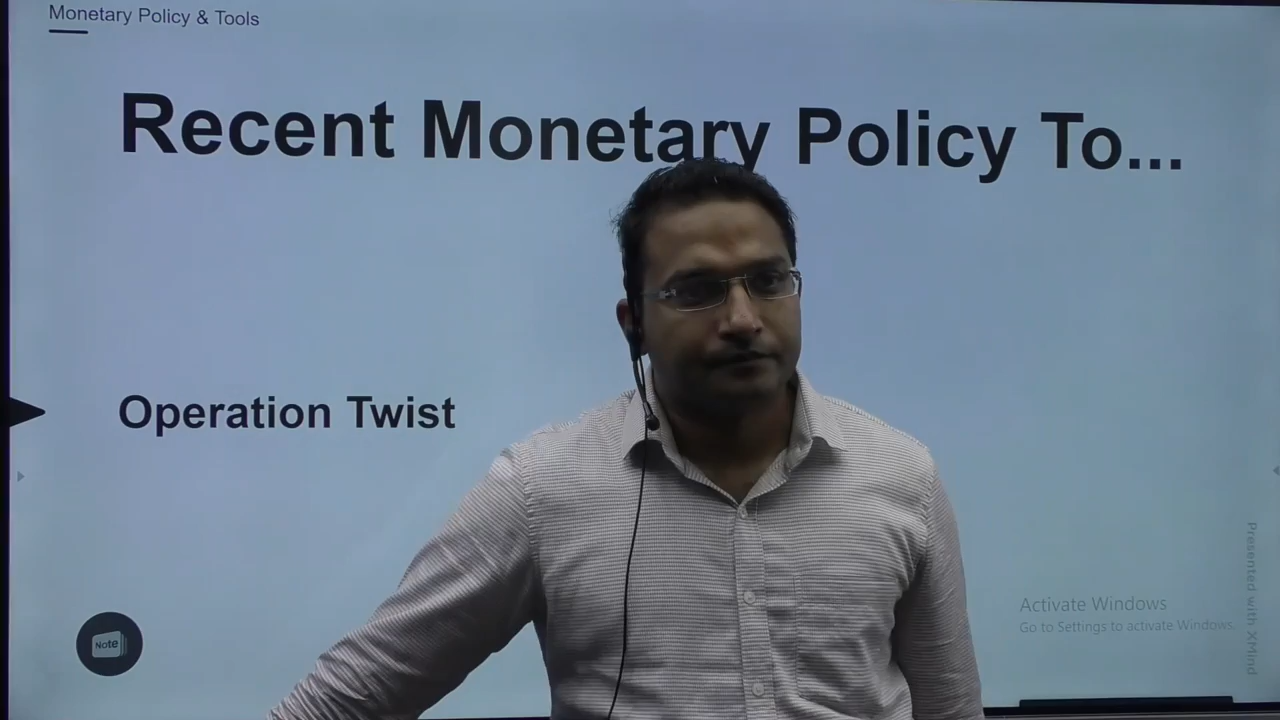 Monetary Policy & Tools
Recent Monetary Policy To...
Operation Twist
Note
Activate Windows
Go to Settings to activate Windows.
Presented with XMind